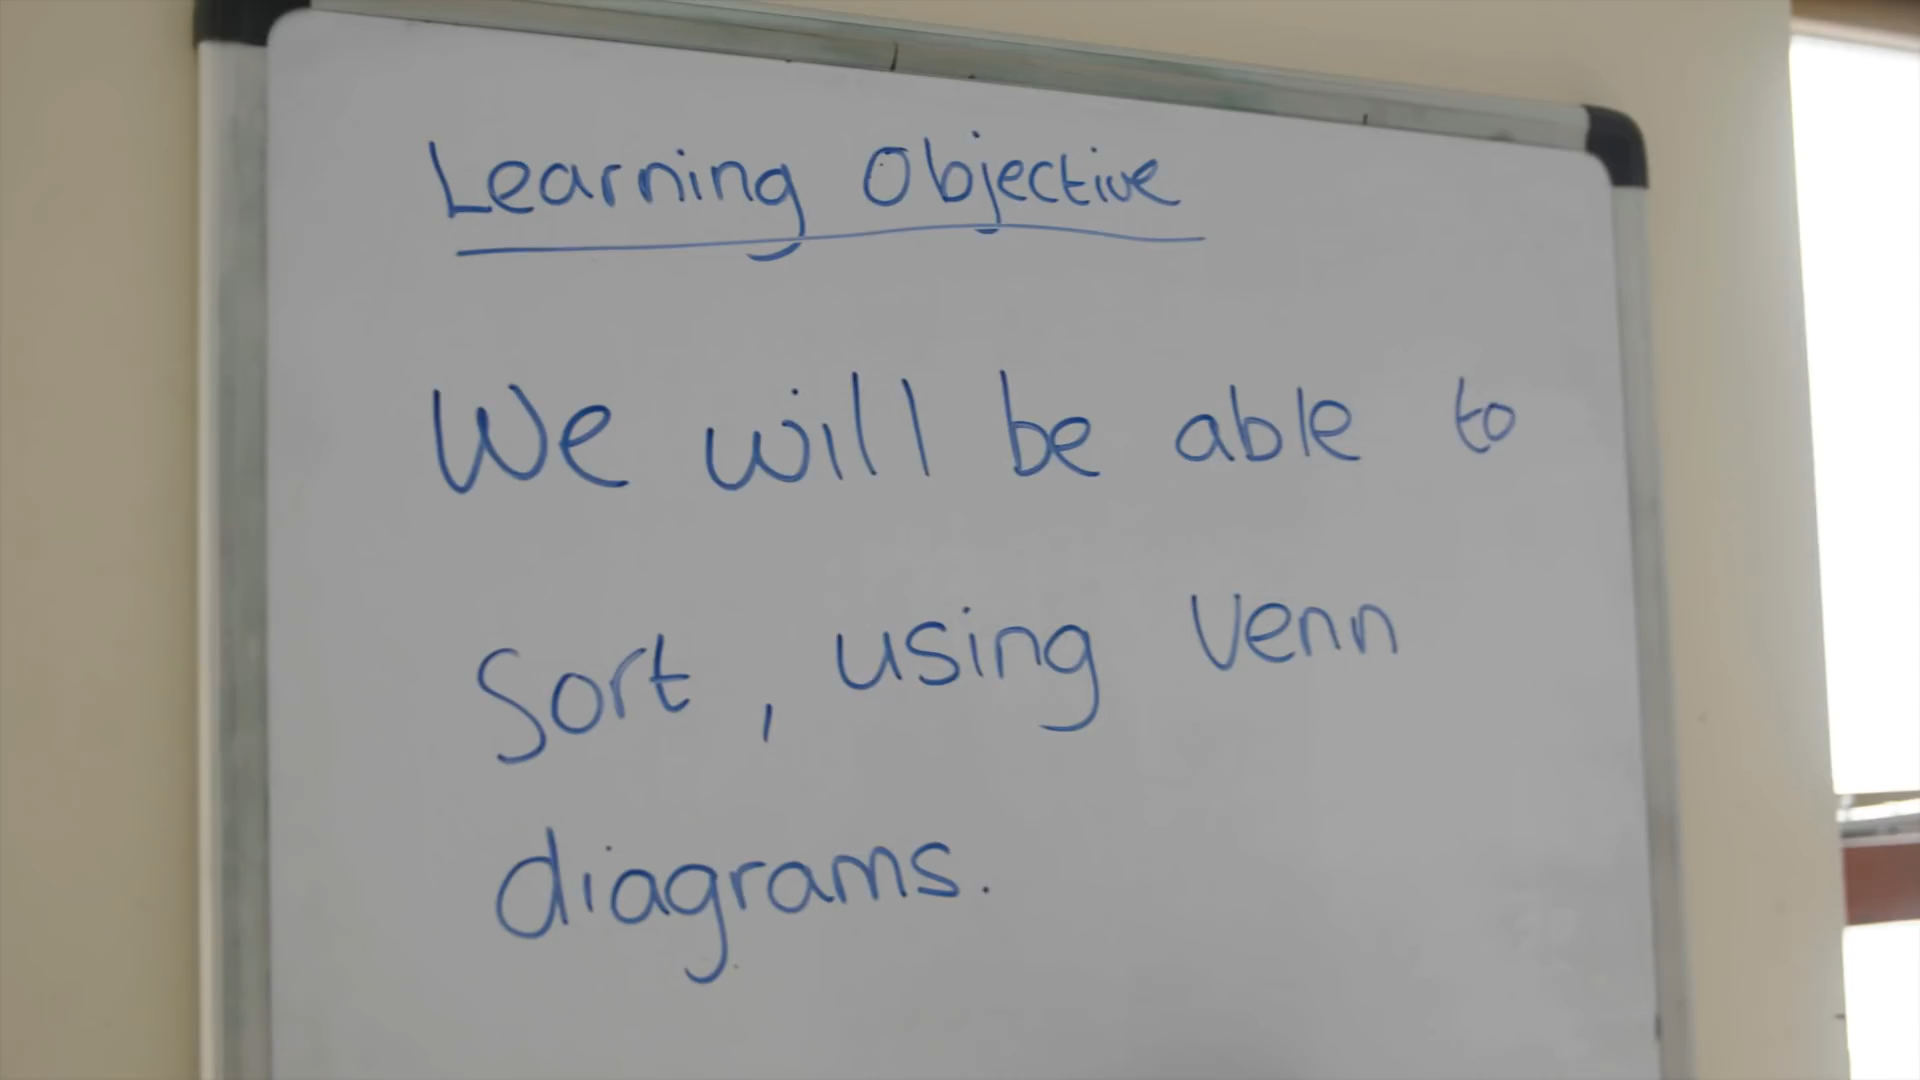 Learning Objective
We will be able to
Sort, using Venn
diagrams.